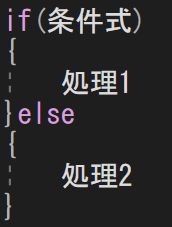 if(条件式)
{
    処理1
}else
{
    処理2
}